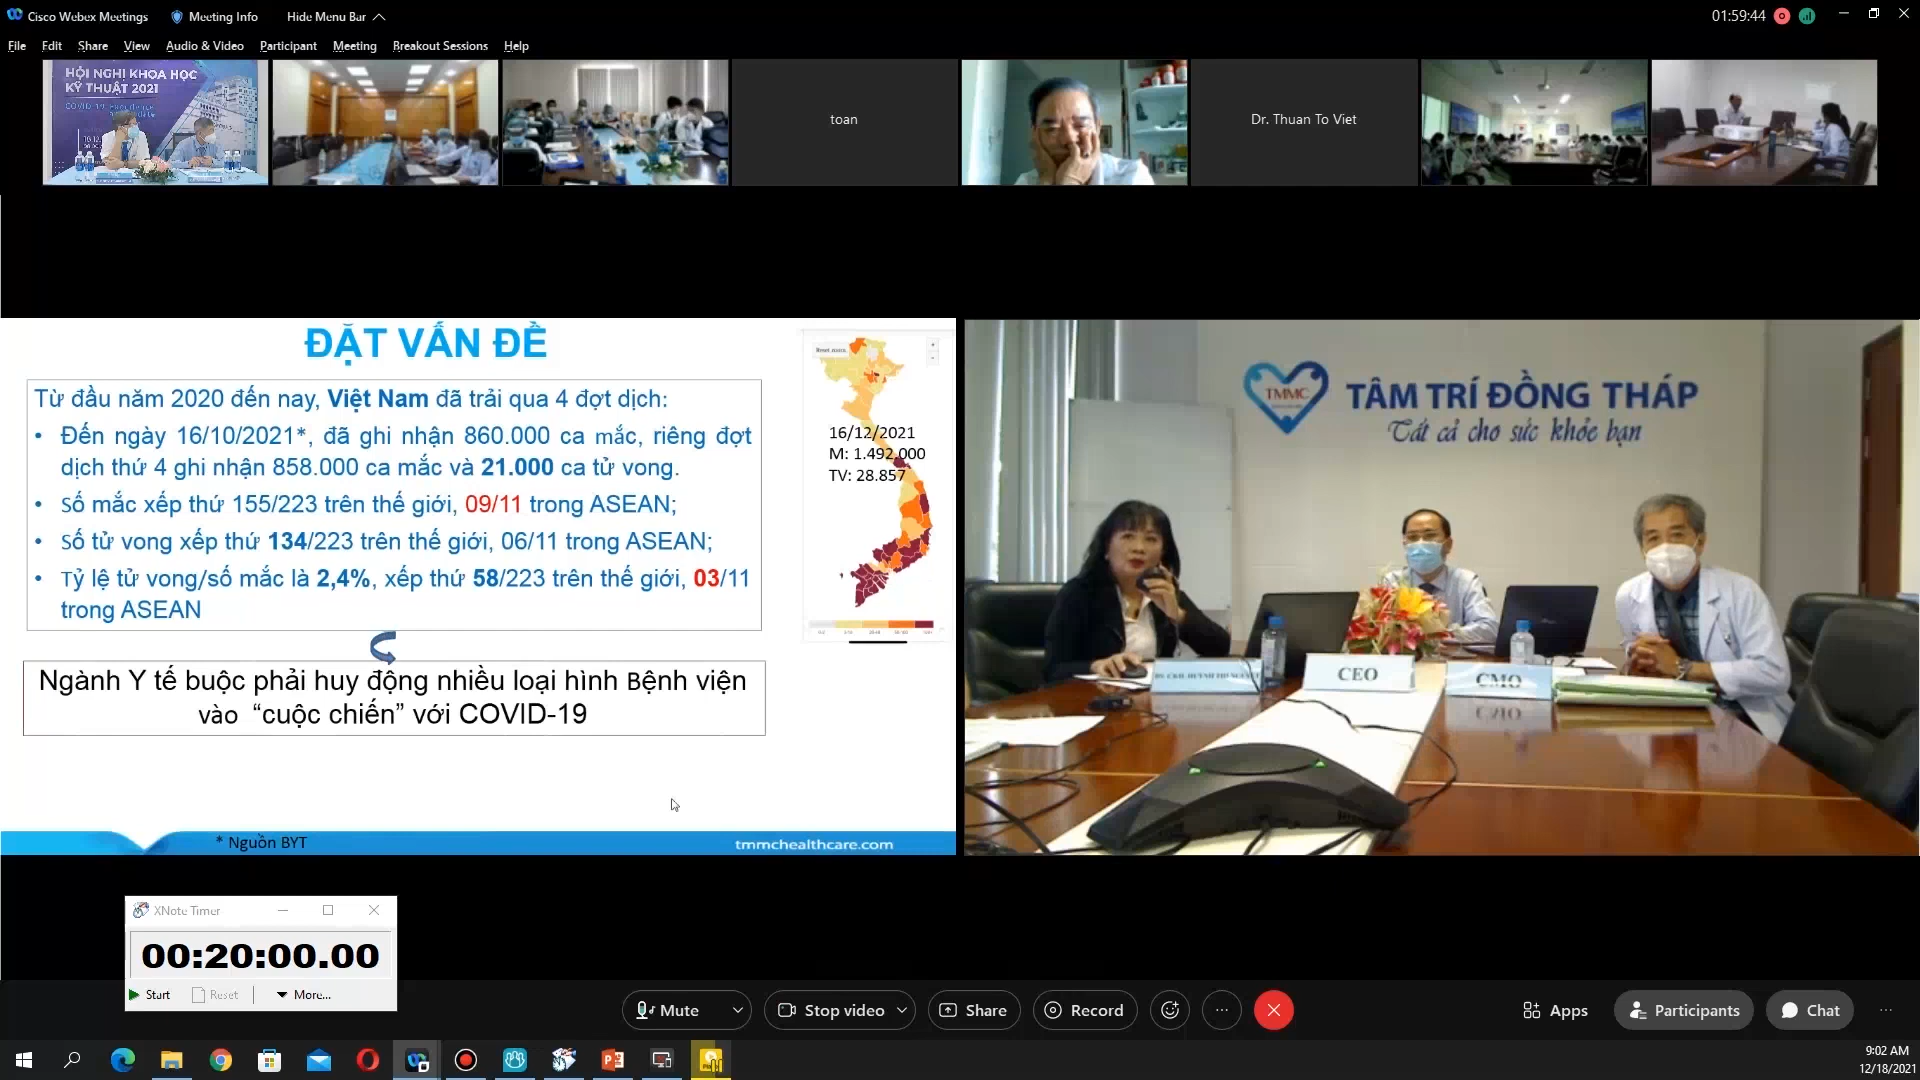 Cisco Webex Meetings
Meeting Info
Hide Menu Bar
01:59:44
File Edit Share View Audio & Video Participant Meeting Breakout Sessions Help
HỘI NGHỊ KHOA HỌC
KỸ THUẬT 2021
toan
Dr. Thuan To Viet
ĐẶT VẤN ĐỀ
Từ đầu năm 2020 đến nay, Việt Nam đã trải qua 4 đợt dịch:
• Đến ngày 16/10/2021*, đã ghi nhận 860.000 ca mắc, riêng đợt
dịch thứ 4 ghi nhận 858.000 ca mắc và 21.000 ca tử vong.
• Số mắc xếp thứ 155/223 trên thế giới, 09/11 trong ASEAN;
• Số tử vong xếp thứ 134/223 trên thế giới, 06/11 trong ASEAN;
• Tỷ lệ tử vong/số mắc là 2,4%, xếp thứ 58/223 trên thế giới, 03/11
trong ASEAN
Ngành Y tế buộc phải huy động nhiều loại hình Bệnh viện
vào “cuộc chiến” với COVID-19
16/12/2021
M: 1.492.000
TV: 28.857
* Nguồn BYT
tmmchealthcare.com
TMMC
TÂM TRÍ ĐỒNG THÁP
Tất cả cho sức khỏe bạn
CEO
CMO
XNote Timer
00:20:00.00
Start Reset More...
Mute
Stop video
Share
Record
Apps
Participants
Chat
9:02 AM
12/18/2021